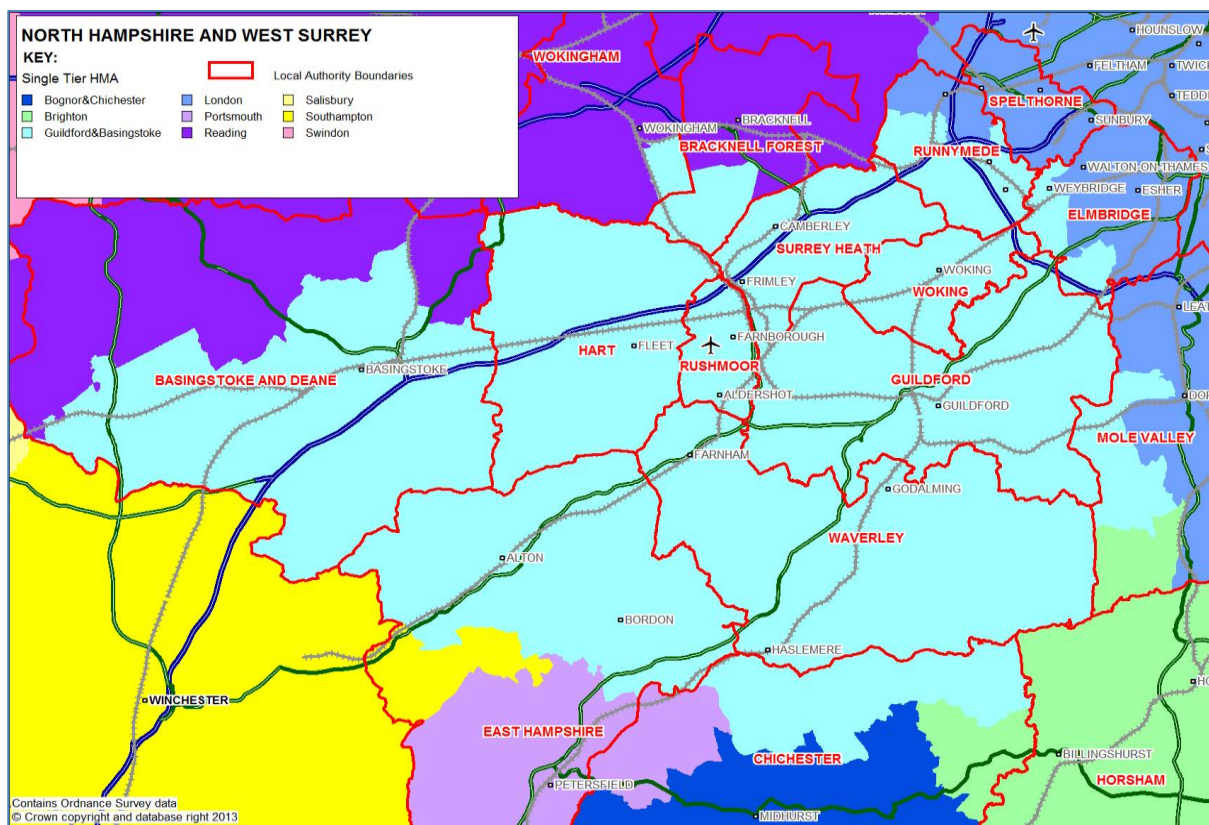 NORTH HAMPSHIRE AND WEST SURREY
KEY:
Single Tier HMA
Local Authority Boundaries
Bognor&Chichester
London
Salisbury
Brighton
Portsmouth
Southampton
Guildford&Basingstoke
Reading
Swindon
HOUNSLOW
WOKINGHAM
FELTHAM
SPELTHORNE
SUNBURY
WOKINGHAM
BRACKNELL
BRACKNELL FOREST
RUNNYMEDE
WALTON-ON-THAMES
WEYBRIDGE
ESHER
ELMBRIDGE
CAMBERLEY
SURREY HEATH
WOKING
FRIMLEY
WOKING
FARNBOROUGH
HART
FLEET
RUSHMOOR
BASINGSTOKE
BASINGSTOKE AND DEANE
GUILDFORD
ALDERSHOT
GUILDFORD
MOLE VALLEY
FARNHAM
GODALMING
WAVERLEY
ALTON
BORDON
HASLEMERE
WINCHESTER
EAST HAMPSHIRE
CHICHESTER
BILLINGSHURST
HORSHAM
PETERSFIELD
MIDHURST
Contains Ordnance Survey data
© Crown copyright and database right 2013